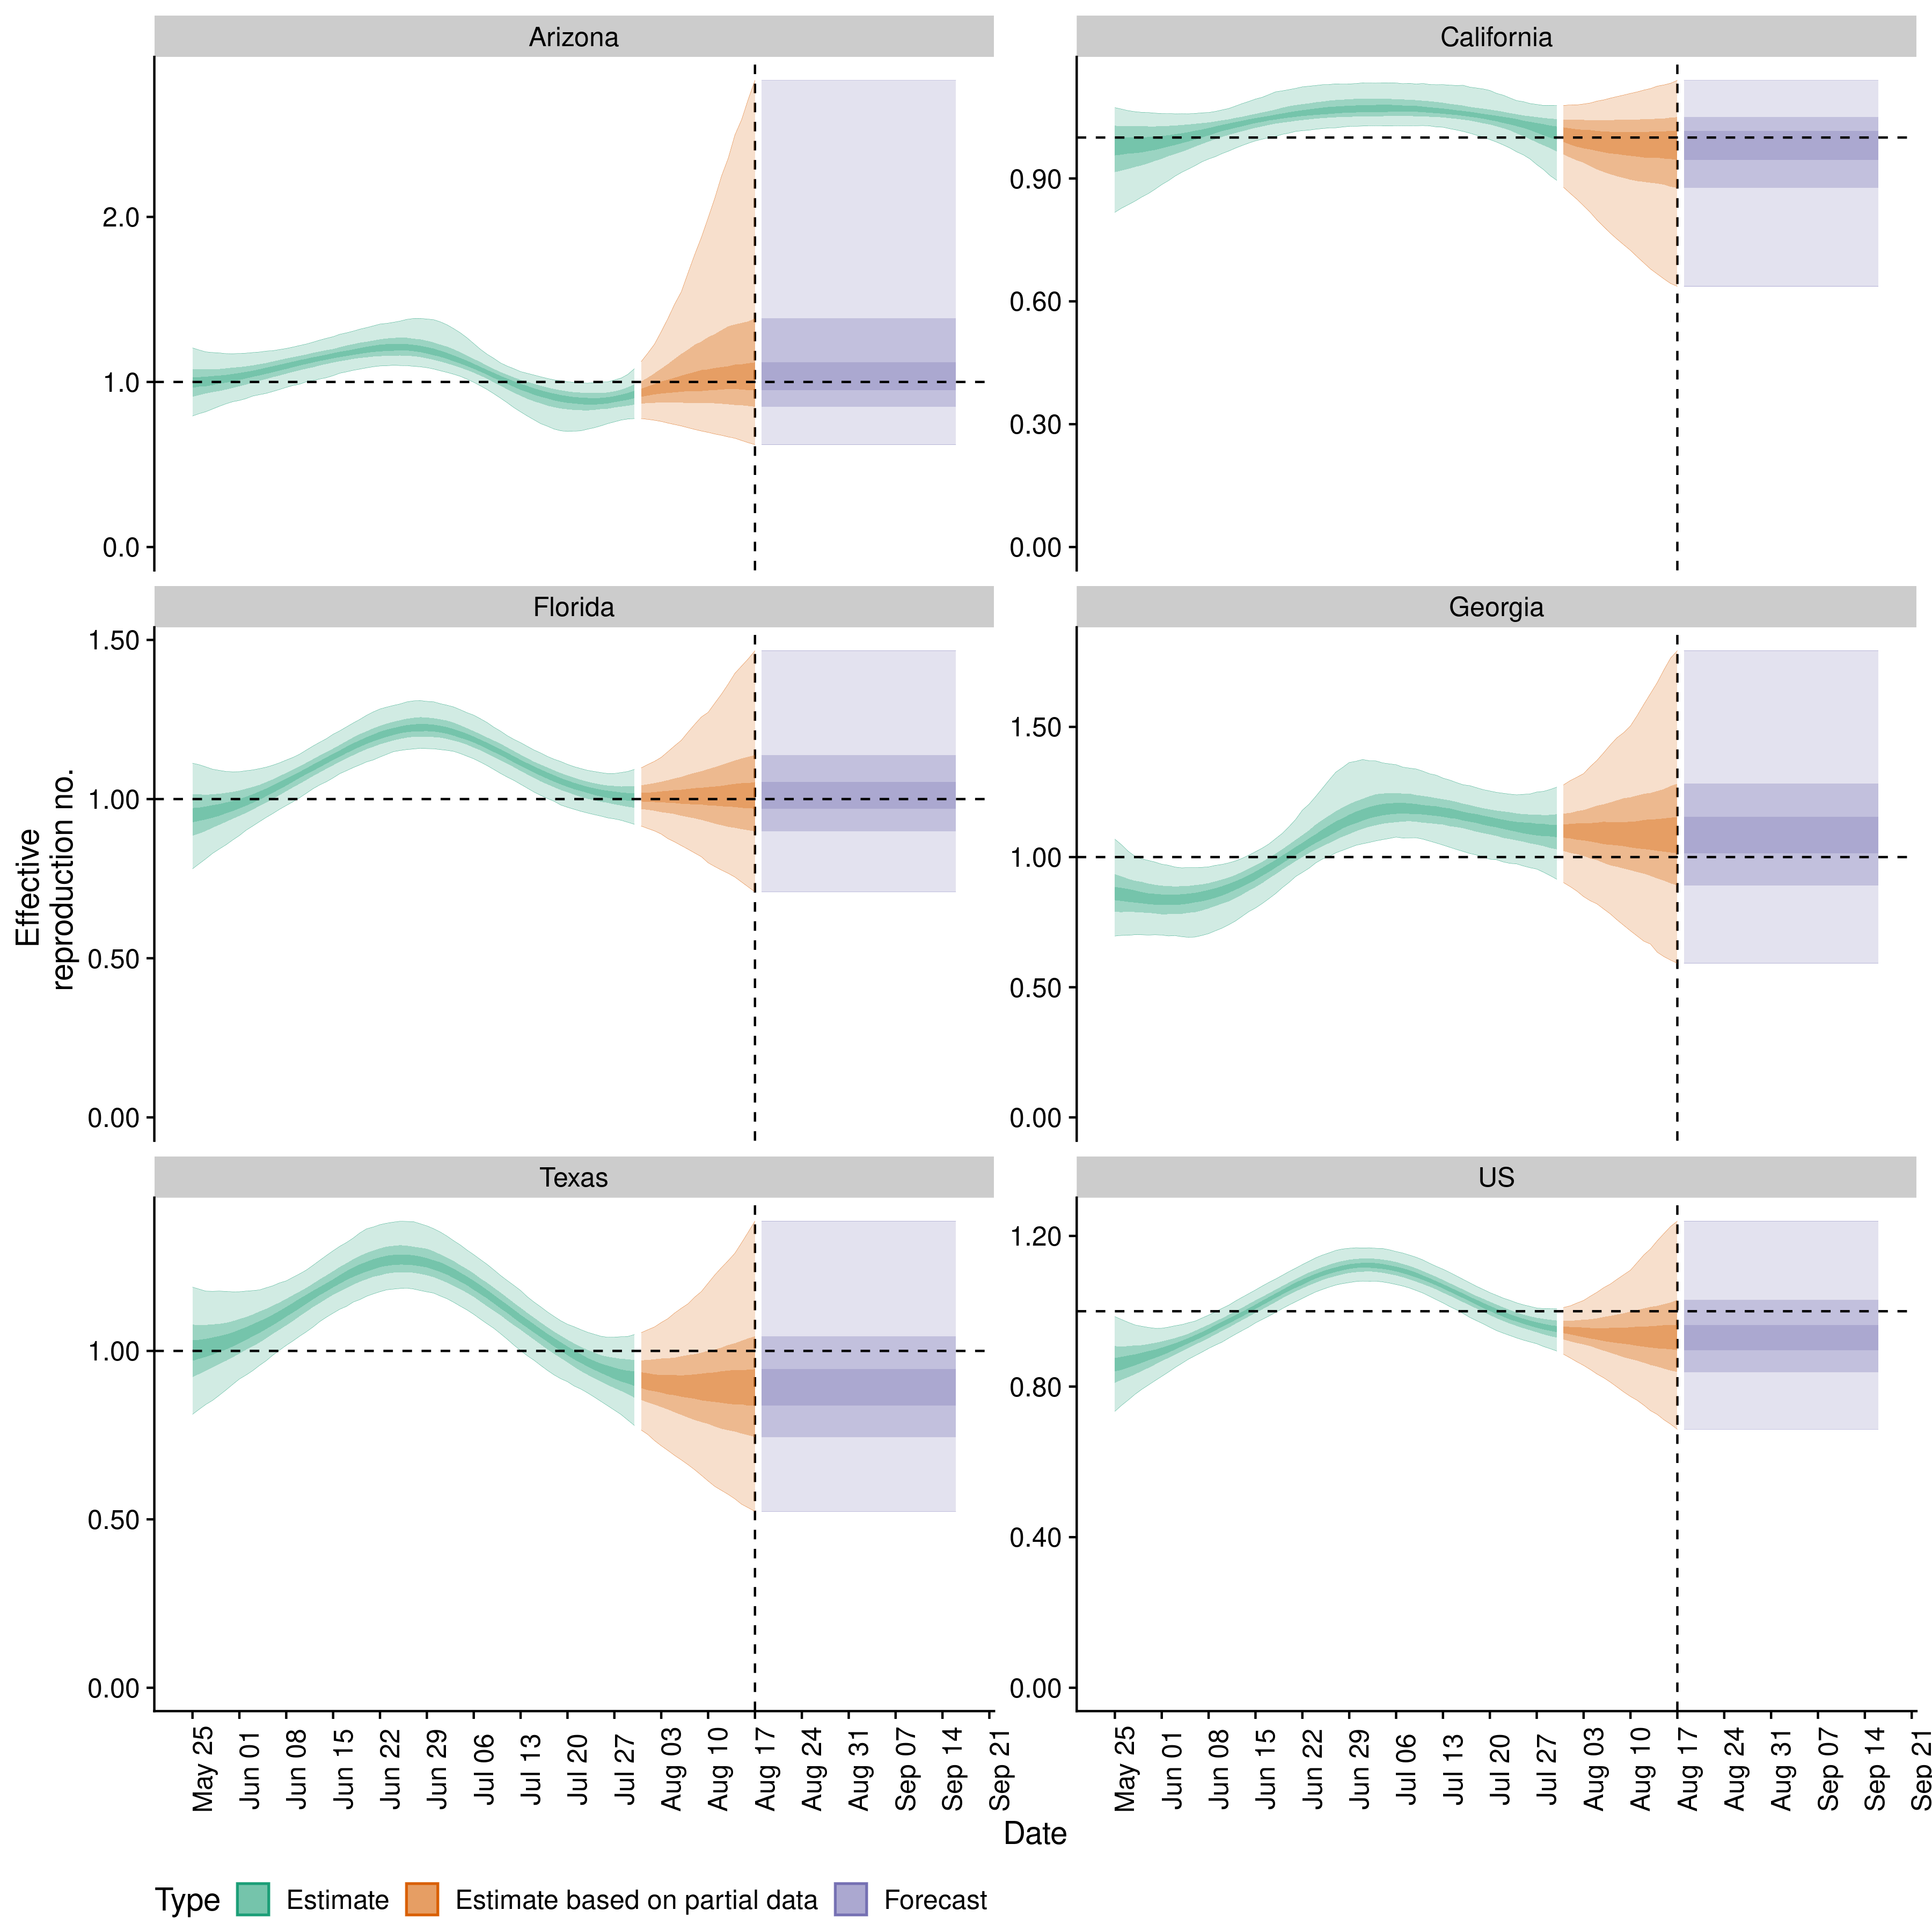 Arizona
California
2.0
1.0
0.0
0.90
0.60
0.30
0.00
Florida
Georgia
1.50
1.00
0.50
0.00
1.50
1.00
0.50
0.00
Effective
reproduction no.
Texas
US
1.00
0.50
0.00
1.20
0.80
0.40
0.00
May 25
Jun 01
Jun 08
Jun 15
Jun 22
Jun 29
Jul 06
Jul 13
Jul 20
Jul 27
Aug 03
Aug 10
Aug 17
Aug 24
Aug 31
Sep 07
Sep 14
Sep 21
May 25
Jun 01
Jun 08
Jun 15
Jun 22
Jun 29
Jul 06
Jul 13
Jul 20
Jul 27
Aug 03
Aug 10
Aug 17
Aug 24
Aug 31
Sep 07
Sep 14
Sep 21
Date
Type Estimate Estimate based on partial data Forecast